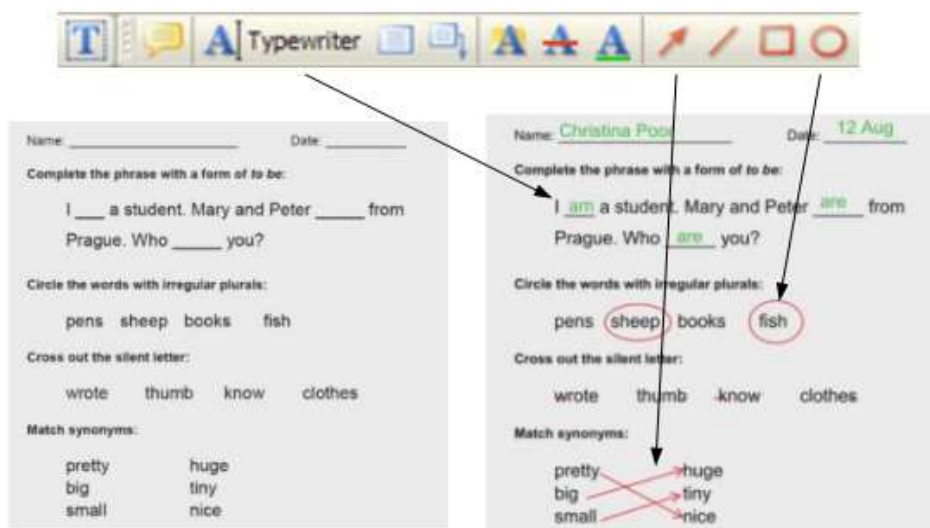 T A Typewriter A A A
Name: Date:
Complete the phrase with a form of to be:
I ___ a student. Mary and Peter _____ from
Prague. Who _____ you?
Circle the words with irregular plurals:
pens sheep books fish
Cross out the silent letter:
wrote thumb know clothes
Match synonyms:
pretty huge
big tiny
small nice
Name: Christina Poor Date: 12 Aug
Complete the phrase with a form of to be:
I am a student. Mary and Peter are from
Prague. Who are you?
Circle the words with irregular plurals:
pens sheep books fish
Cross out the silent letter:
wrote thumb know clothes
Match synonyms:
pretty huge
big tiny
small nice